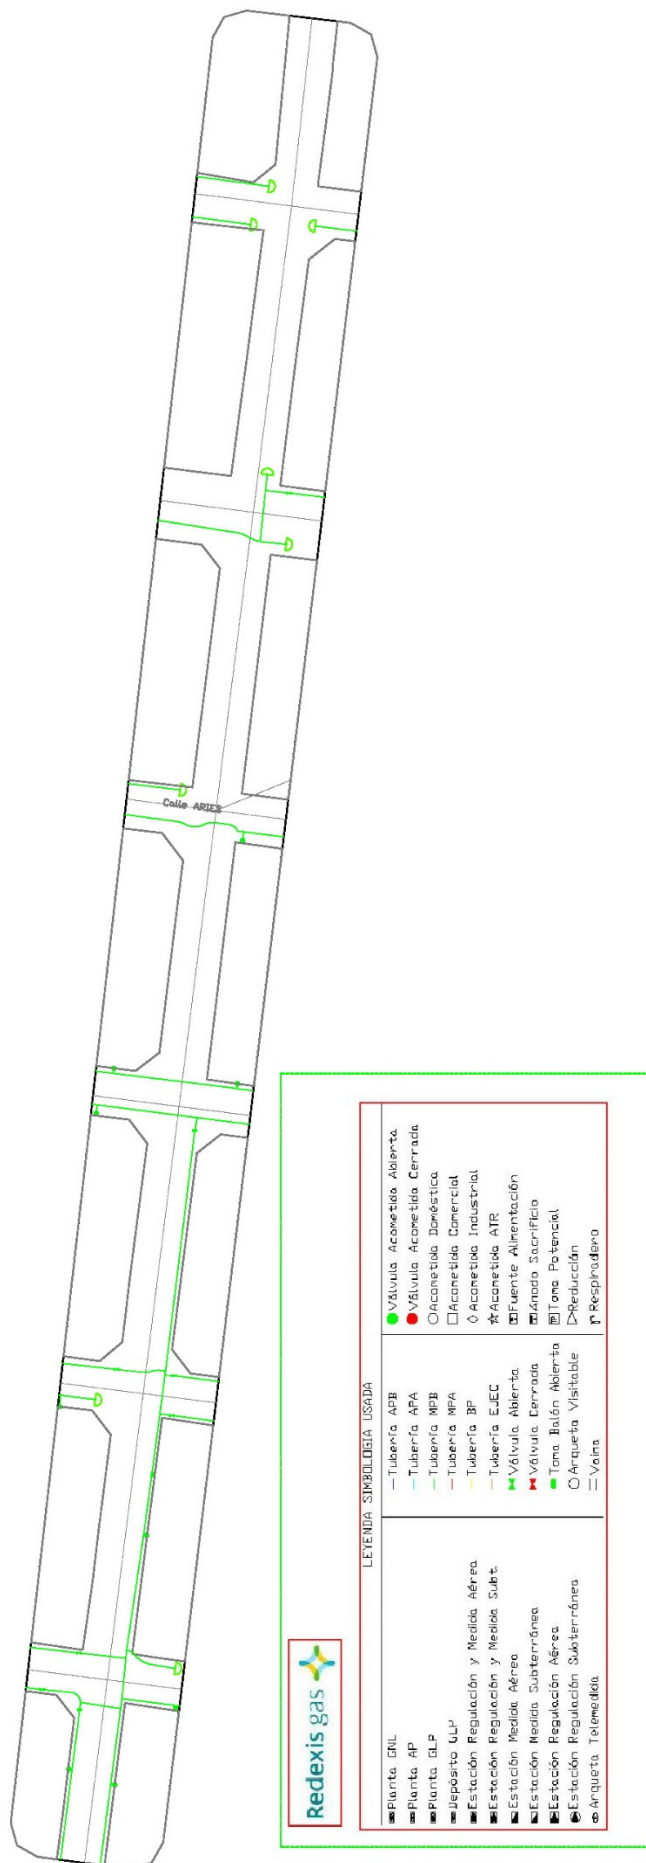 Calle ARIES
Redexis gas
LEYENDA SIMBOLOGIA USADA
Planta GNL
Planta AP
Planta GLP
Depósito GLP
Estación Regulación y Medida Aérea
Estación Regulación y Medida Subt.
Estación Medida Aérea
Estación Medida Subterránea
Estación Regulación Aérea
Estación Regulación Subterránea
Arqueta Telemedida
Tubería APB
Tubería APA
Tubería MPB
Tubería MPA
Tubería BP
Tubería EJEC
Válvula Abierta
Válvula Cerrada
Toma Balón Abierta
Arqueta Visitable
Vaina
Válvula Acometida Abierta
Válvula Acometida Cerrada
Acometida Doméstica
Acometida Comercial
Acometida Industrial
Acometida ATR
Fuente Alimentación
Ánodo Sacrificio
Toma Potencial
Reducción
Respiradero